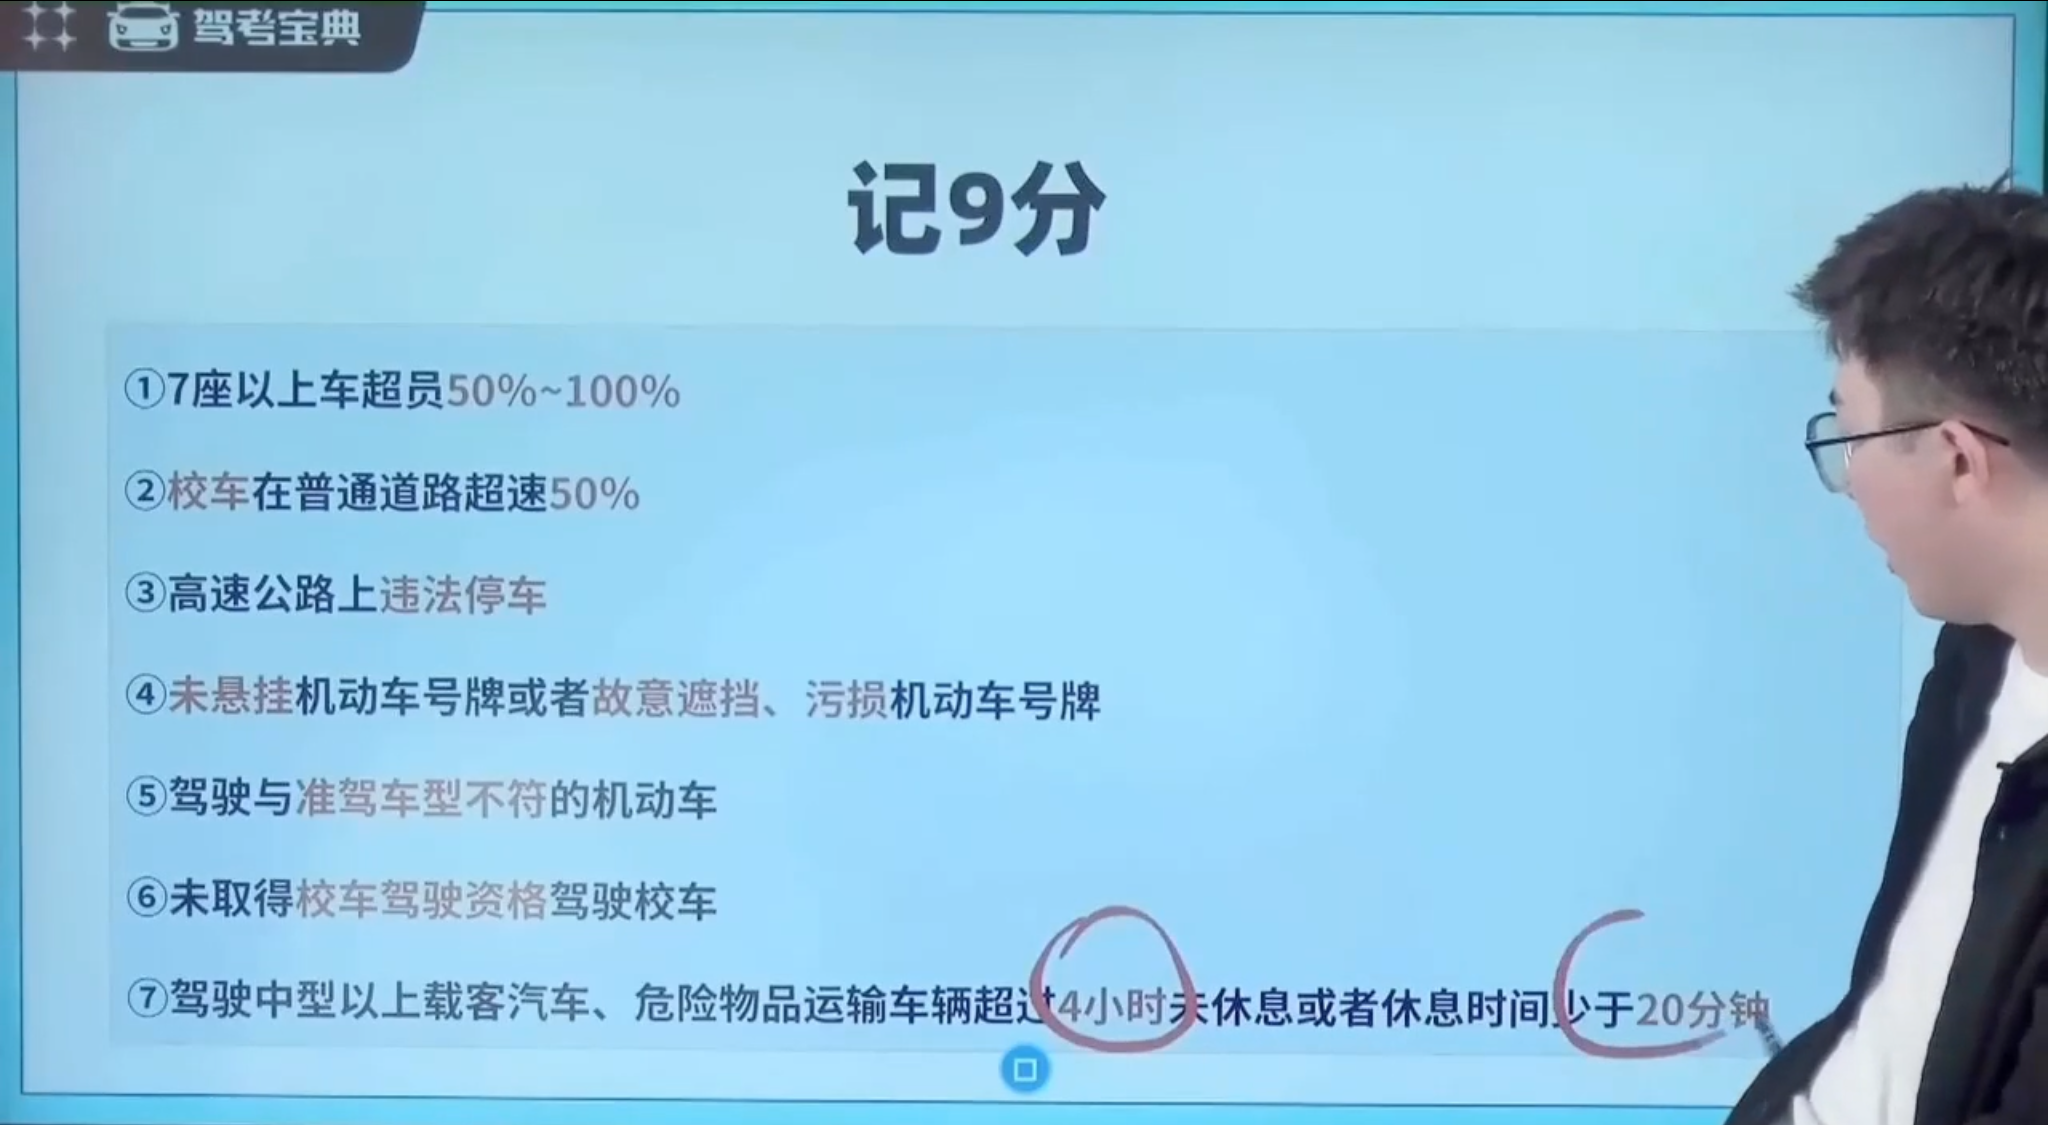 驾考宝典
记9分
①7座以上车超员50%~100%
②校车在普通道路超速50%
③高速公路上违法停车
④未悬挂机动车号牌或者故意遮挡、污损机动车号牌
⑤驾驶与准驾车型不符的机动车
⑥未取得校车驾驶资格驾驶校车
⑦驾驶中型以上载客汽车、危险物品运输车辆超过4小时未休息或者休息时间少于20分钟